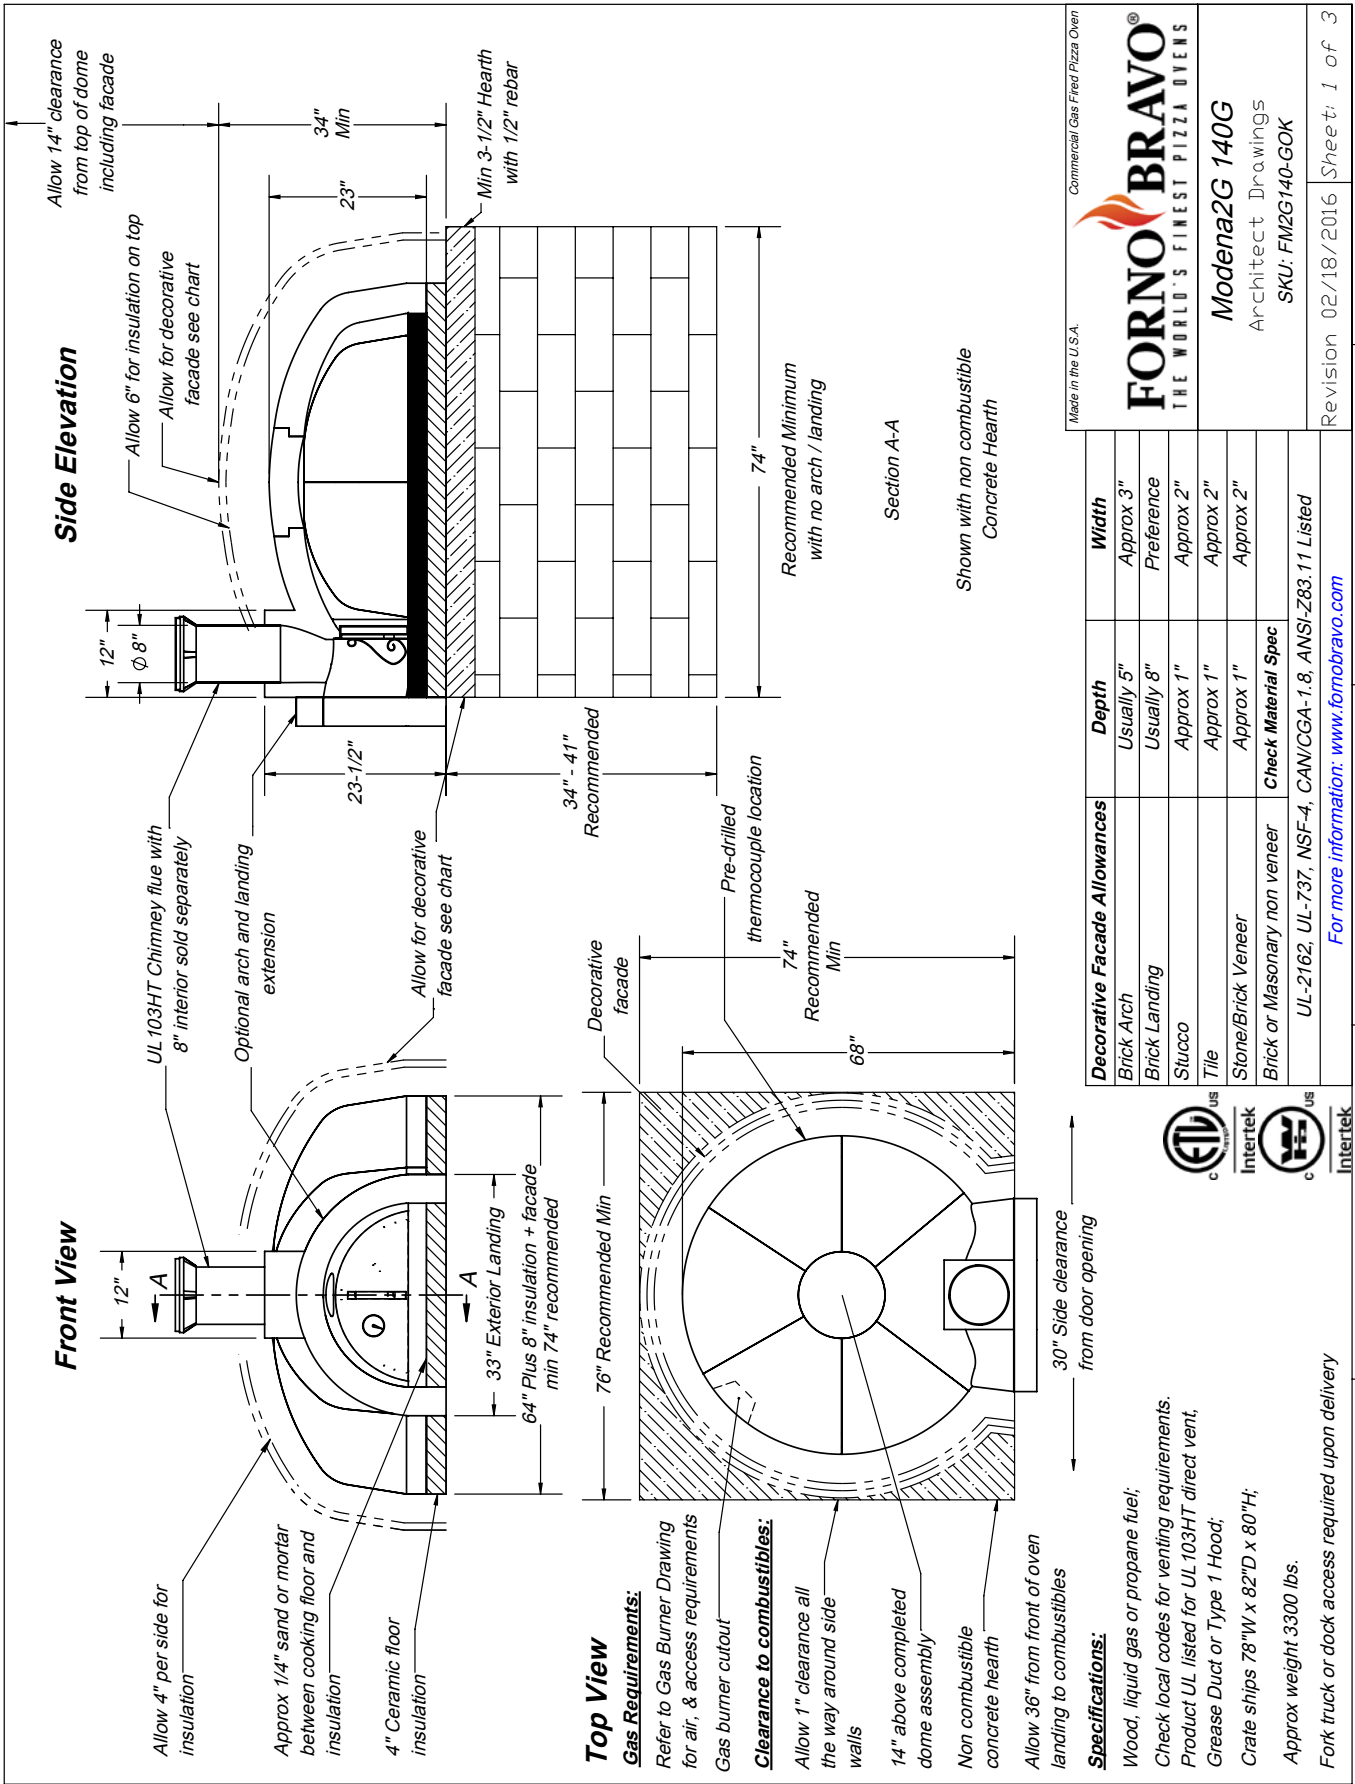 Front View
12"
A
A
UL103HT Chimney flue with
8" interior sold separately
Optional arch and landing
extension
Allow for decorative
facade see chart
Allow 4" per side for
insulation
Approx 1/4" sand or mortar
between cooking floor and
insulation
4" Ceramic floor
insulation
33" Exterior Landing
64" Plus 8" insulation + facade
min 74" recommended
Side Elevation
Allow 14" clearance
from top of dome
including facade
Allow 6" for insulation on top
Allow for decorative
facade see chart
12"
Ø 8"
34"
Min
23"
Min 3-1/2" Hearth
with 1/2" rebar
23-1/2"
34" - 41"
Recommended
74"
Recommended Minimum
with no arch / landing
Section A-A
Shown with non combustible
Concrete Hearth
Top View
Gas Requirements:
Refer to Gas Burner Drawing
for air, & access requirements
Gas burner cutout
Clearance to combustibles:
Allow 1" clearance all
the way around side
walls
14" above completed
dome assembly
Non combustible
concrete hearth
Allow 36" from front of oven
landing to combustibles
76" Recommended Min
Decorative
facade
Pre-drilled
thermocouple location
74"
Recommended
Min
68"
30" Side clearance
from door opening
Specifications:
Wood, liquid gas or propane fuel;
Check local codes for venting requirements.
Product UL listed for UL103HT direct vent,
Grease Duct or Type 1 Hood;
Crate ships 78"W x 82"D x 80"H;
Approx weight 3300 lbs.
Fork truck or dock access required upon delivery
C ETL US
LISTED
Intertek
C WH US
Intertek
Decorative Facade Allowances Depth Width
Brick Arch Usually 5" Approx 3"
Brick Landing Usually 8" Preference
Stucco Approx 1" Approx 2"
Tile Approx 1" Approx 2"
Stone/Brick Veneer Approx 1" Approx 2"
Brick or Masonary non veneer Check Material Spec
UL-2162, UL-737, NSF-4, CAN/CGA-1.8, ANSI-Z83.11 Listed
For more information: www.fornobravo.com
Made in the U.S.A. Commercial Gas Fired Pizza Oven
FORNO BRAVO®
THE WORLD'S FINEST PIZZA OVENS
Modena2G 140G
Architect Drawings
SKU: FM2G140-GOK
Revision 02/18/2016 Sheet: 1 of 3